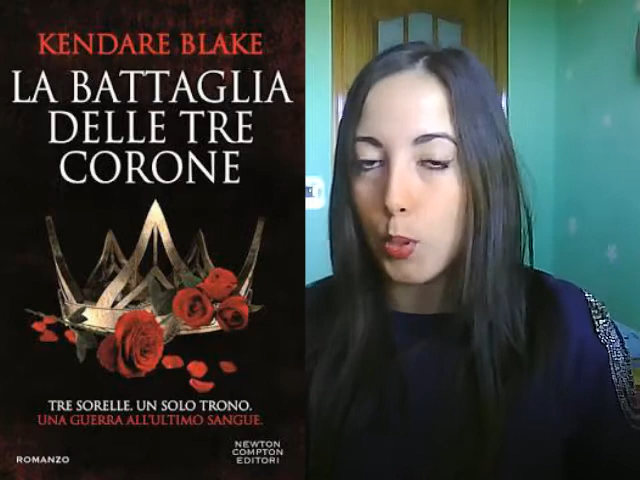 KENDARE BLAKE
LA BATTAGLIA
DELLE TRE
CORONE
TRE SORELLE. UN SOLO TRONO.
UNA GUERRA ALL'ULTIMO SANGUE.
ROMANZO
NEWTON
COMPTON
EDITORI